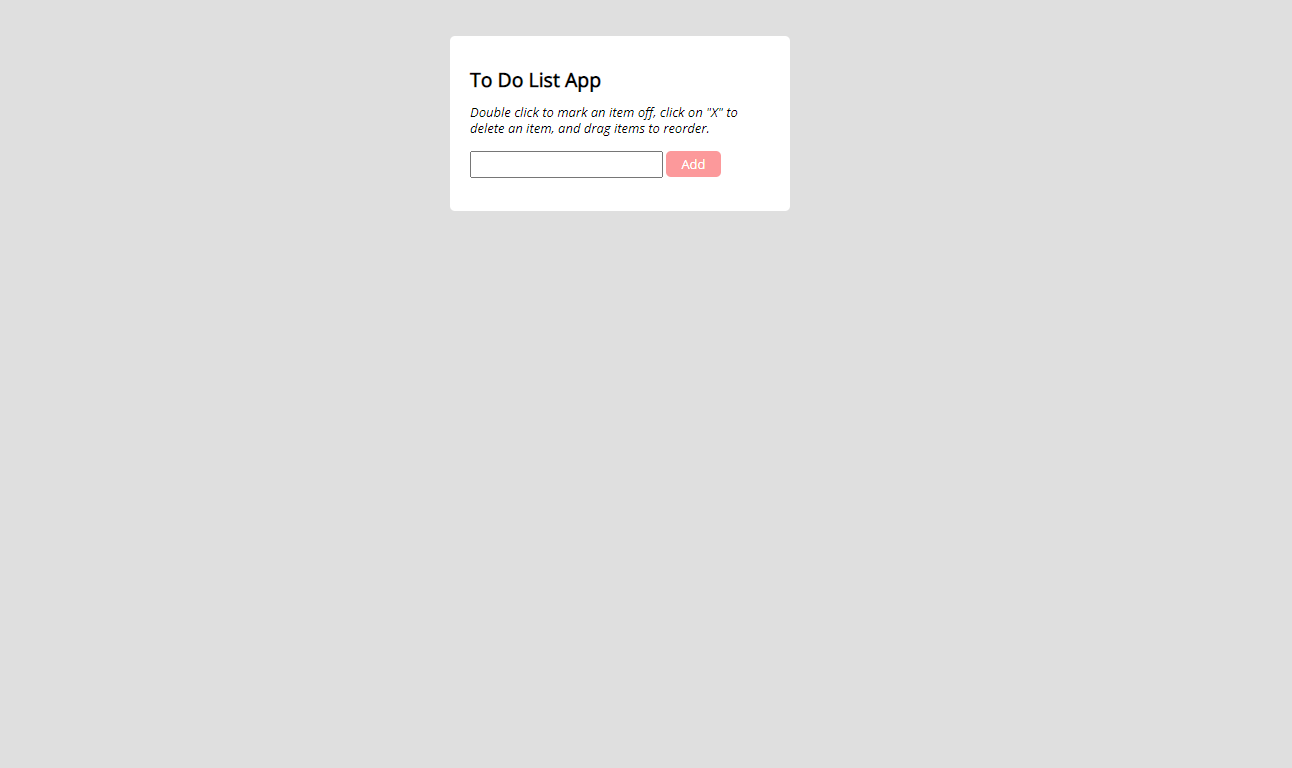 To Do List App
Double click to mark an item off, click on "X" to
delete an item, and drag items to reorder.
Add